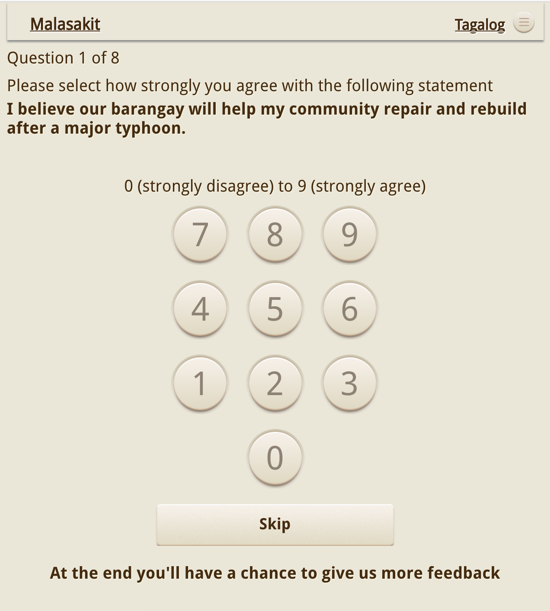 Malasakit
Tagalog
Question 1 of 8
Please select how strongly you agree with the following statement
I believe our barangay will help my community repair and rebuild
after a major typhoon.
0 (strongly disagree) to 9 (strongly agree)
7 8 9
4 5 6
1 2 3
0
Skip
At the end you'll have a chance to give us more feedback